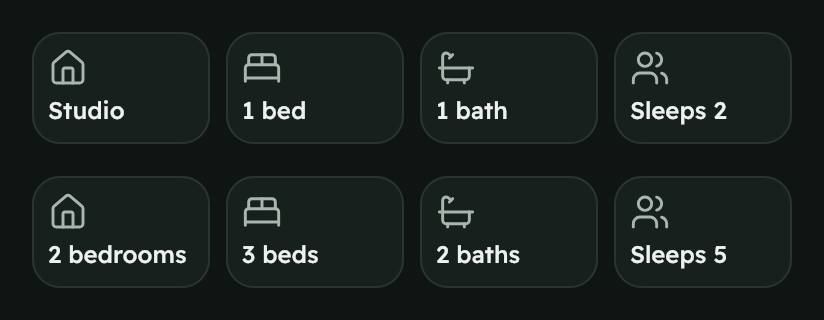 Studio
1 bed
1 bath
Sleeps 2
2 bedrooms
3 beds
2 baths
Sleeps 5